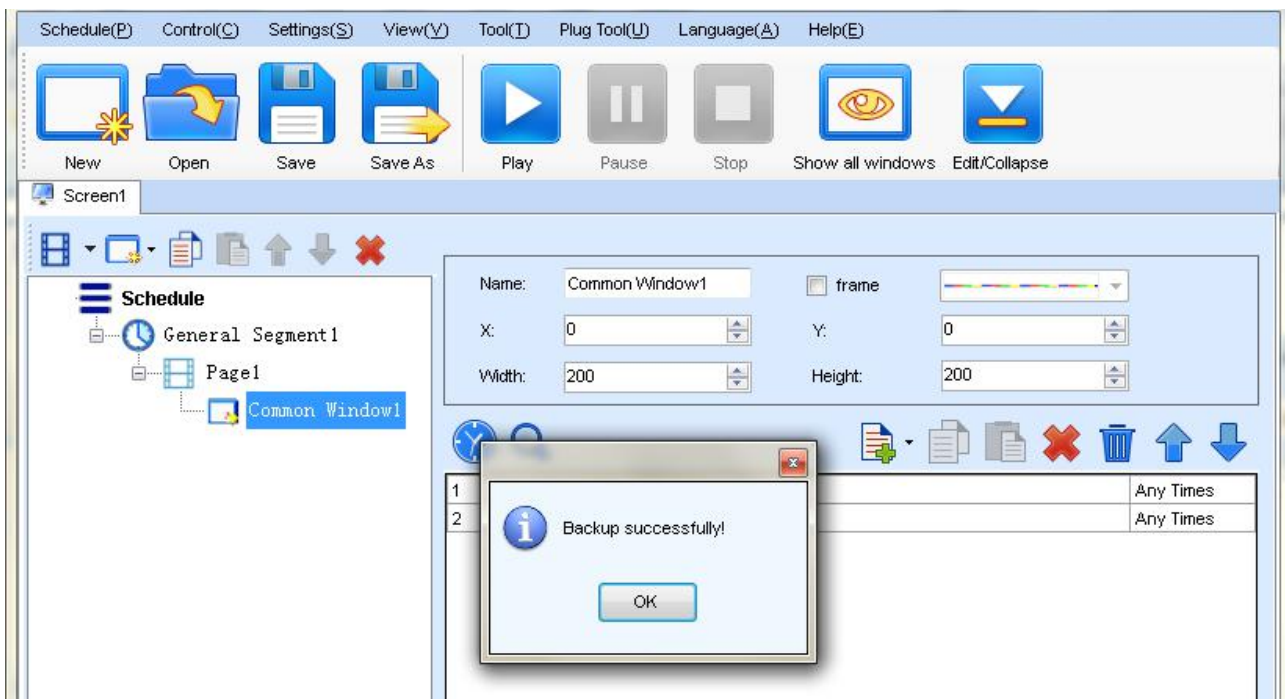 Schedule(P) Control(C) Settings(S) View(V) Tool(T) Plug Tool(U) Language(A) Help(E)
New Open Save Save As Play Pause Stop Show all windows Edit/Collapse
Screen1
Name: Common Window1 frame
Schedule
X: 0 Y: 0
General Segment1
Page1
Width: 200 Height: 200
Common Window1
1 Any Times
2 Any Times
Backup successfully!
OK